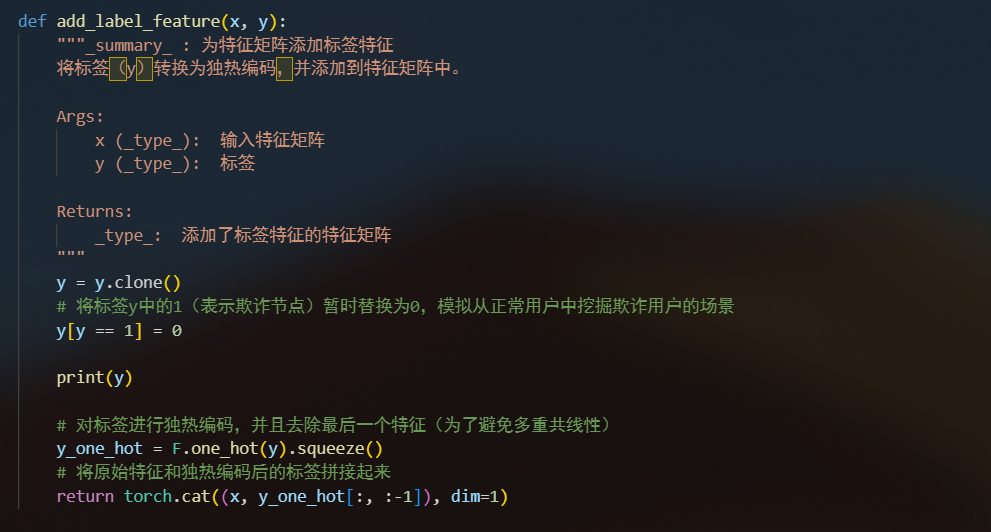 def add_label_feature(x, y):
    """_summary_ : 为特征矩阵添加标签特征
    将标签（y）转换为独热编码，并添加到特征矩阵中。
    Args:
        x (_type_):  输入特征矩阵
        y (_type_):  标签
    Returns:
        _type_:  添加了标签特征的特征矩阵
    """
    y = y.clone()
    # 将标签y中的1（表示欺诈节点）暂时替换为0，模拟从正常用户中挖掘欺诈用户的场景
    y[y == 1] = 0
    print(y)
    # 对标签进行独热编码，并且去除最后一个特征（为了避免多重共线性）
    y_one_hot = F.one_hot(y).squeeze()
    # 将原始特征和独热编码后的标签拼接起来
    return torch.cat((x, y_one_hot[:, :-1]), dim=1)